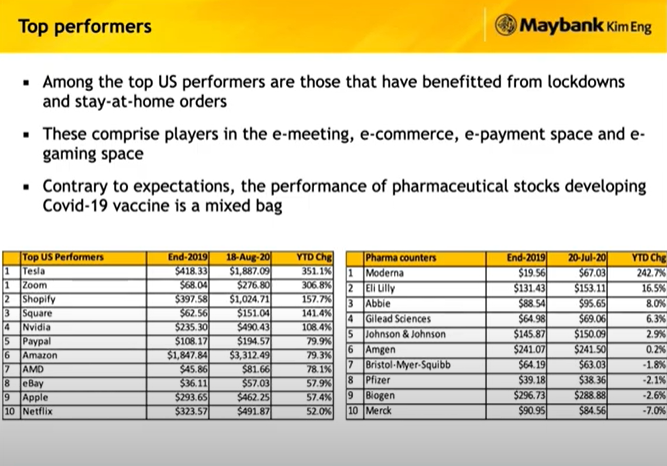 Top performers
Maybank Kim Eng
▪ Among the top US performers are those that have benefitted from lockdowns
and stay-at-home orders
▪ These comprise players in the e-meeting, e-commerce, e-payment space and e-
gaming space
▪ Contrary to expectations, the performance of pharmaceutical stocks developing
Covid-19 vaccine is a mixed bag
Top US Performers End-2019 18-Aug-20 YTD Chg
1 Tesla $418.33 $1,887.09 351.1%
1 Zoom $68.04 $276.80 306.8%
2 Shopify $397.58 $1,024.71 157.7%
3 Square $62.56 $151.04 141.4%
4 Nvidia $235.30 $490.43 108.4%
5 Paypal $108.17 $194.57 79.9%
6 Amazon $1,847.84 $3,312.49 79.3%
7 AMD $45.86 $81.66 78.1%
8 eBay $36.11 $57.03 57.9%
9 Apple $293.65 $462.25 57.4%
10 Netflix $323.57 $491.87 52.0%
Pharma counters End-2019 20-Jul-20 YTD Chg
1 Moderna $19.56 $67.03 242.7%
2 Eli Lilly $131.43 $153.11 16.5%
3 Abbie $88.54 $95.65 8.0%
4 Gilead Sciences $64.98 $69.06 6.3%
5 Johnson & Johnson $145.87 $150.09 2.9%
6 Amgen $241.07 $241.50 0.2%
7 Bristol-Myer-Squibb $64.19 $63.03 -1.8%
8 Pfizer $39.18 $38.36 -2.1%
9 Biogen $296.73 $288.88 -2.6%
10 Merck $90.95 $84.56 -7.0%